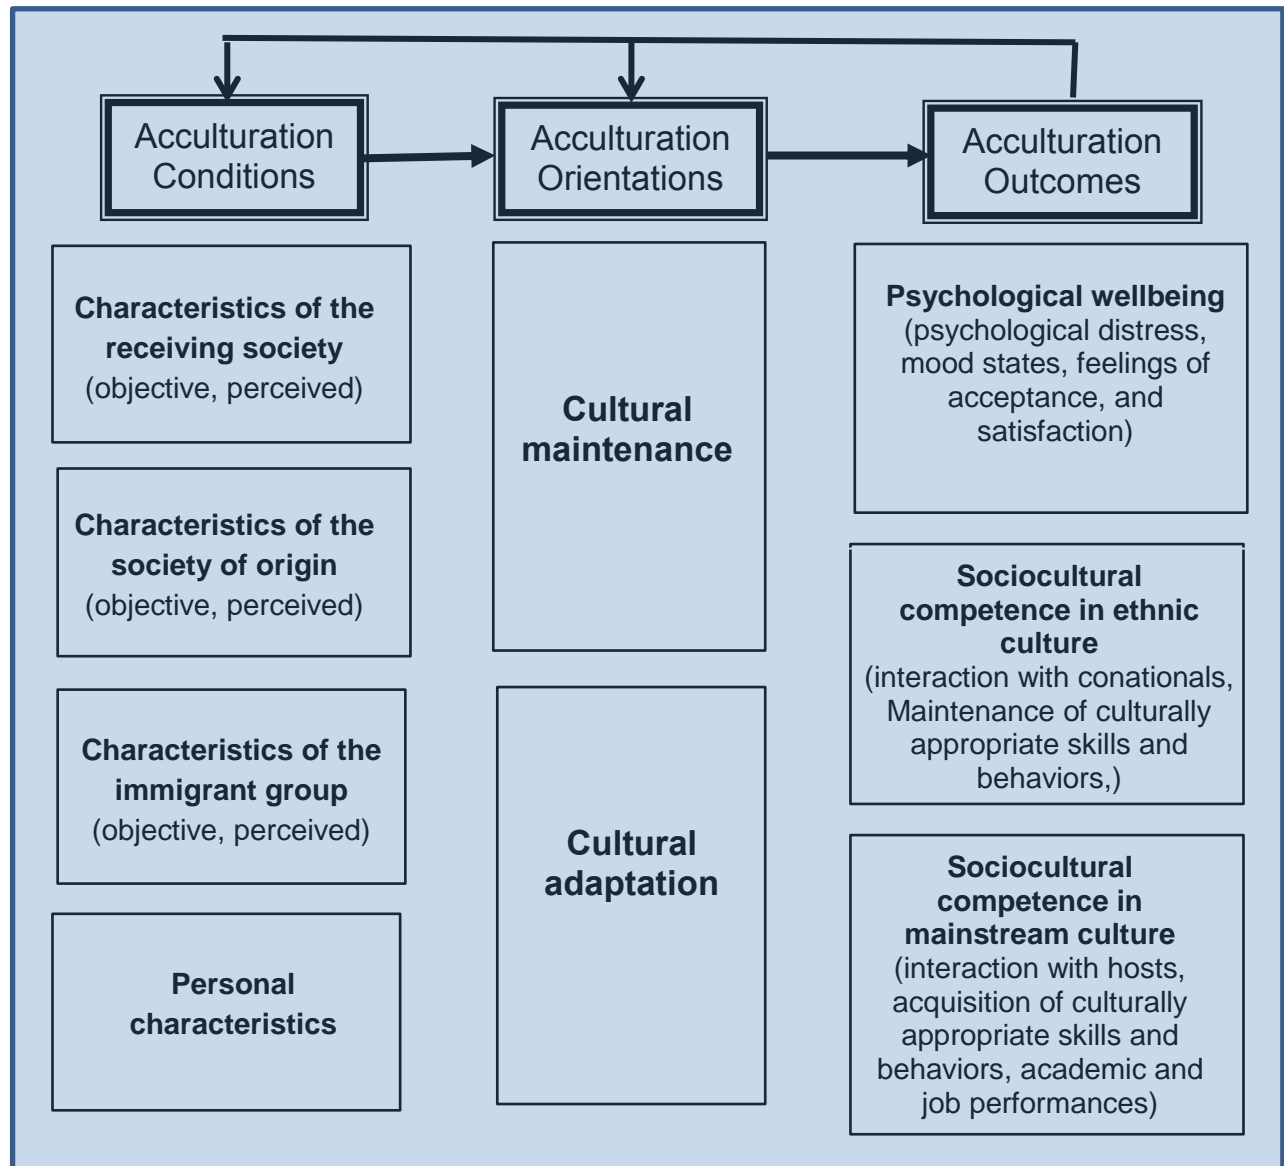 Acculturation
Conditions
Acculturation
Orientations
Acculturation
Outcomes
Characteristics of the
receiving society
(objective, perceived)
Characteristics of the
society of origin
(objective, perceived)
Characteristics of the
immigrant group
(objective, perceived)
Personal
characteristics
Cultural
maintenance
Cultural
adaptation
Psychological wellbeing
(psychological distress,
mood states, feelings of
acceptance, and
satisfaction)
Sociocultural
competence in ethnic
culture
(interaction with conationals,
Maintenance of culturally
appropriate skills and
behaviors,)
Sociocultural
competence in
mainstream culture
(interaction with hosts,
acquisition of culturally
appropriate skills and
behaviors, academic and
job performances)